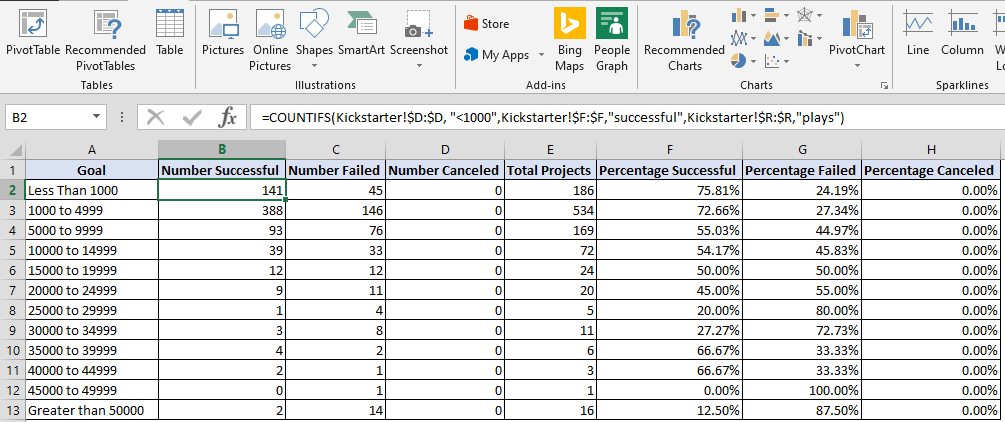 PivotTable Recommended PivotTables Table Pictures Online Pictures Shapes SmartArt Screenshot Store My Apps Bing Maps People Graph Recommended Charts PivotChart Line Column
Tables Illustrations Add-ins Charts Sparklines
B2 fx =COUNTIFS(Kickstarter!$D:$D, "<1000",Kickstarter!$F:$F,"successful",Kickstarter!$R:$R,"plays")
A B C D E F G H
1 Goal Number Successful Number Failed Number Canceled Total Projects Percentage Successful Percentage Failed Percentage Canceled
2 Less Than 1000 141 45 0 186 75.81% 24.19% 0.00%
3 1000 to 4999 388 146 0 534 72.66% 27.34% 0.00%
4 5000 to 9999 93 76 0 169 55.03% 44.97% 0.00%
5 10000 to 14999 39 33 0 72 54.17% 45.83% 0.00%
6 15000 to 19999 12 12 0 24 50.00% 50.00% 0.00%
7 20000 to 24999 9 11 0 20 45.00% 55.00% 0.00%
8 25000 to 29999 1 4 0 5 20.00% 80.00% 0.00%
9 30000 to 34999 3 8 0 11 27.27% 72.73% 0.00%
10 35000 to 39999 4 2 0 6 66.67% 33.33% 0.00%
11 40000 to 44999 2 1 0 3 66.67% 33.33% 0.00%
12 45000 to 49999 0 1 0 1 0.00% 100.00% 0.00%
13 Greater than 50000 2 14 0 16 12.50% 87.50% 0.00%